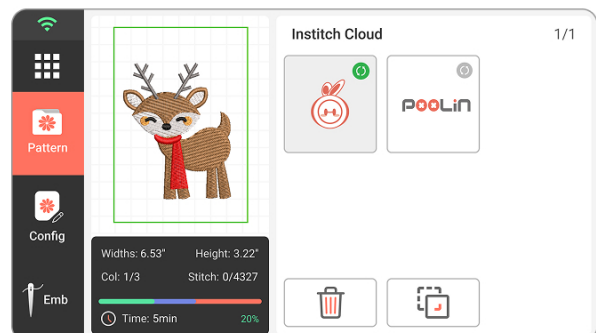 Institch Cloud 1/1
POOLiN
Pattern
Config
Emb
Widths: 6.53" Height: 3.22"
Col: 1/3 Stitch: 0/4327
Time: 5min 20%